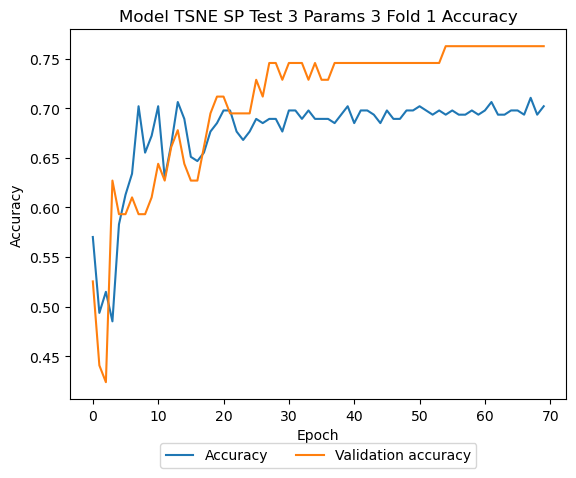 Model TSNE SP Test 3 Params 3 Fold 1 Accuracy
Accuracy
0.75
0.70
0.65
0.60
0.55
0.50
0.45
0 10 20 30 40 50 60 70
Epoch
Accuracy Validation accuracy